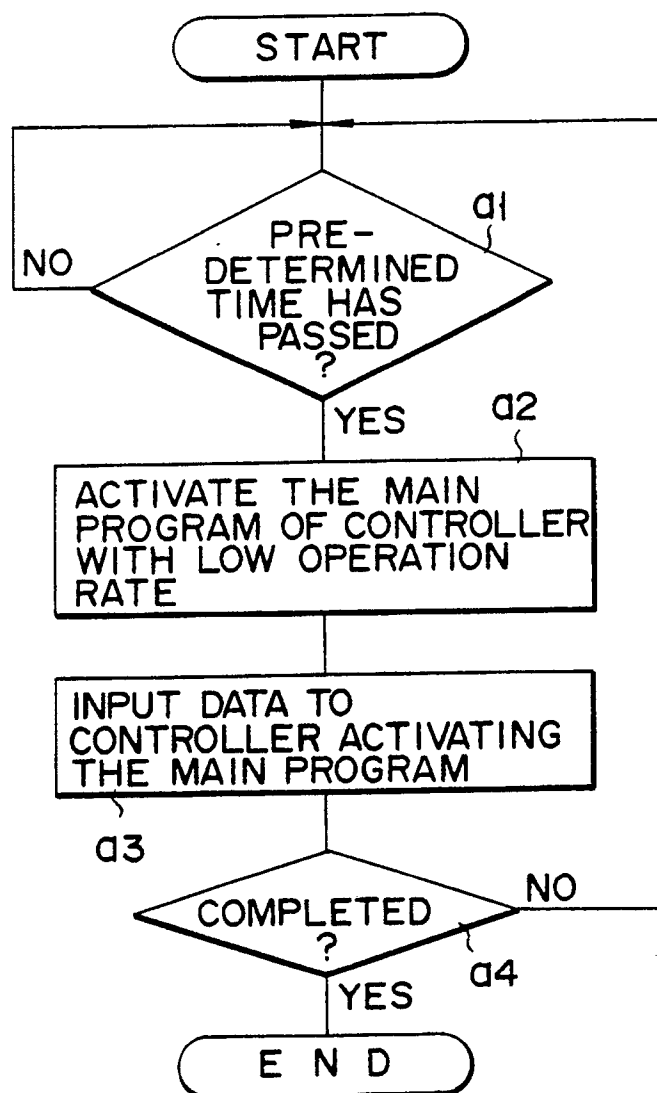 START
a1
PRE-
DETERMINED
TIME HAS
PASSED
?
NO
YES
a2
ACTIVATE THE MAIN
PROGRAM OF CONTROLLER
WITH LOW OPERATION
RATE
INPUT DATA TO
CONTROLLER ACTIVATING
THE MAIN PROGRAM
a3
COMPLETED
?
NO
a4
YES
END